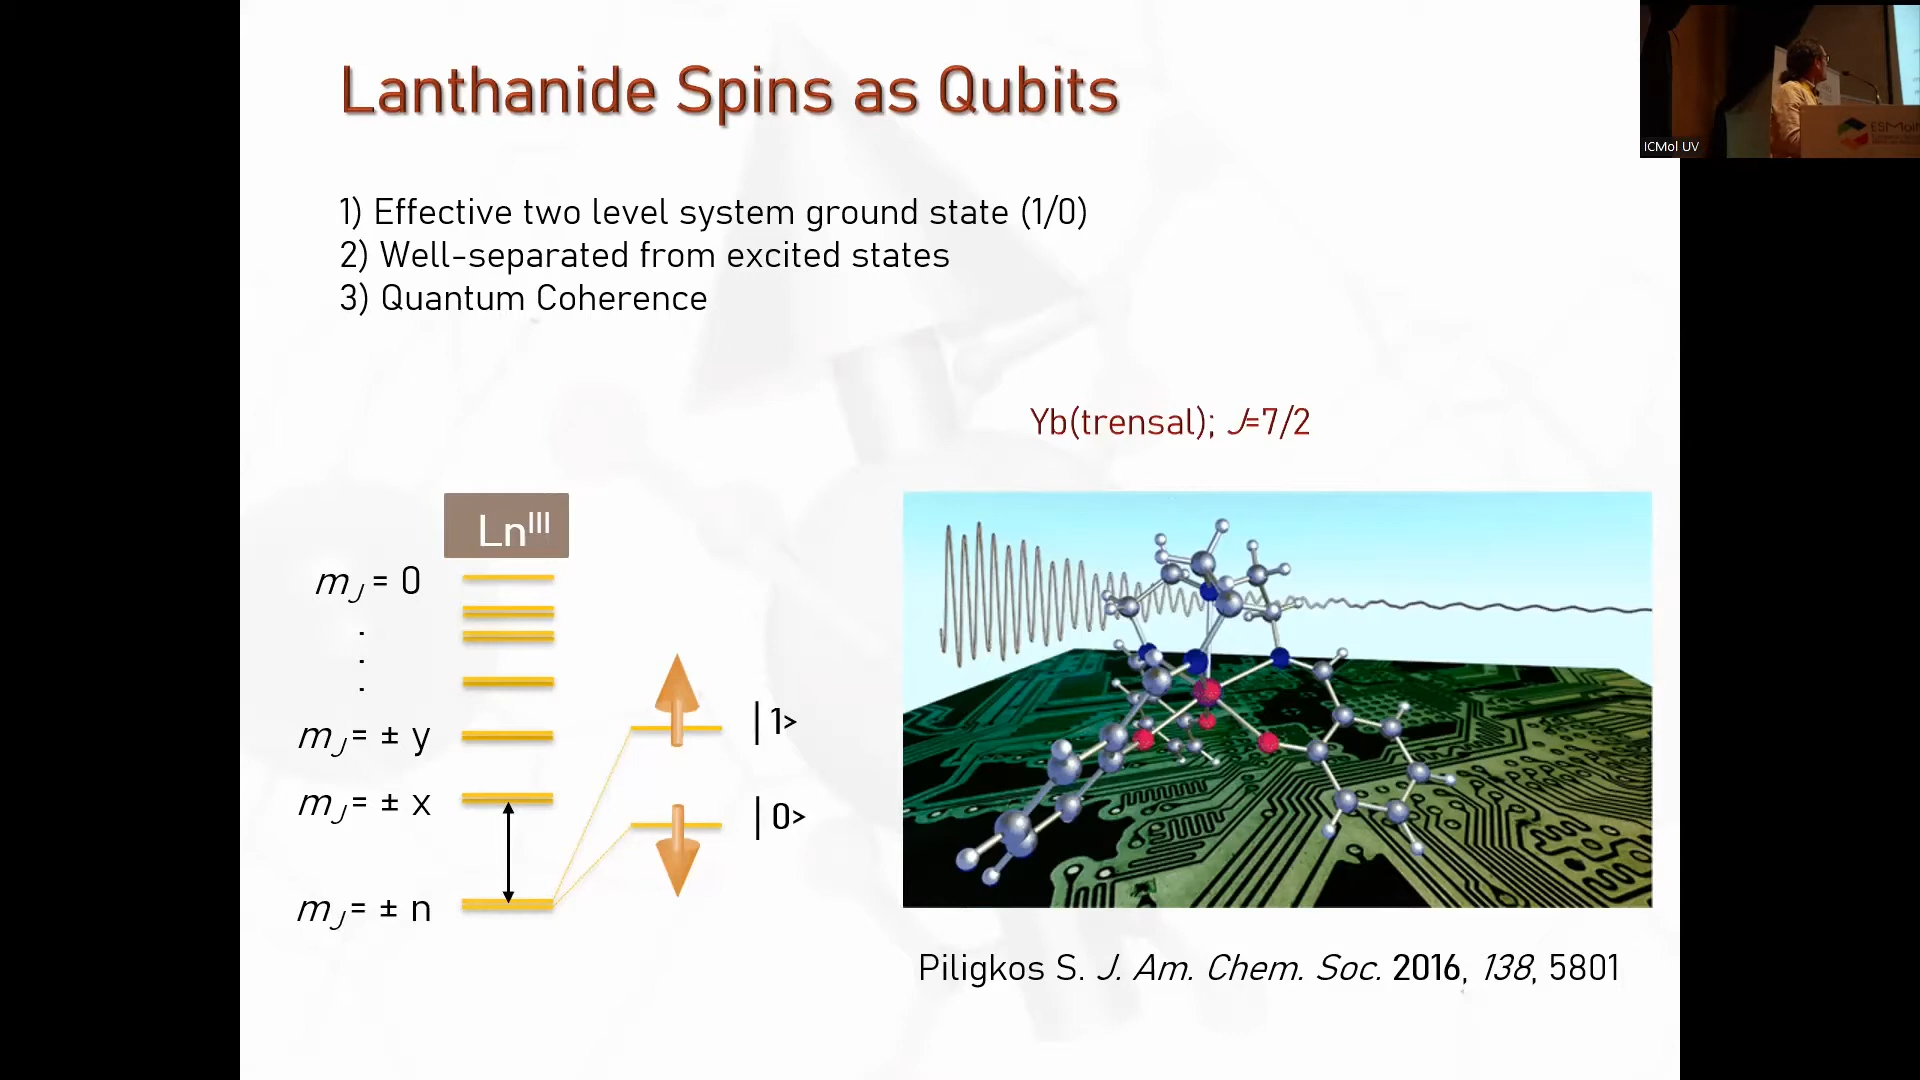 Lanthanide Spins as Qubits
ICMol UV
1) Effective two level system ground state (1/0)
2) Well-separated from excited states
3) Quantum Coherence
Yb(trensal); J=7/2
Lnᴵᴵᴵ
mJ = 0
.
.
.
mJ = ± y
mJ = ± x
mJ = ± n
|1>
|0>
Piligkos S. J. Am. Chem. Soc. 2016, 138, 5801